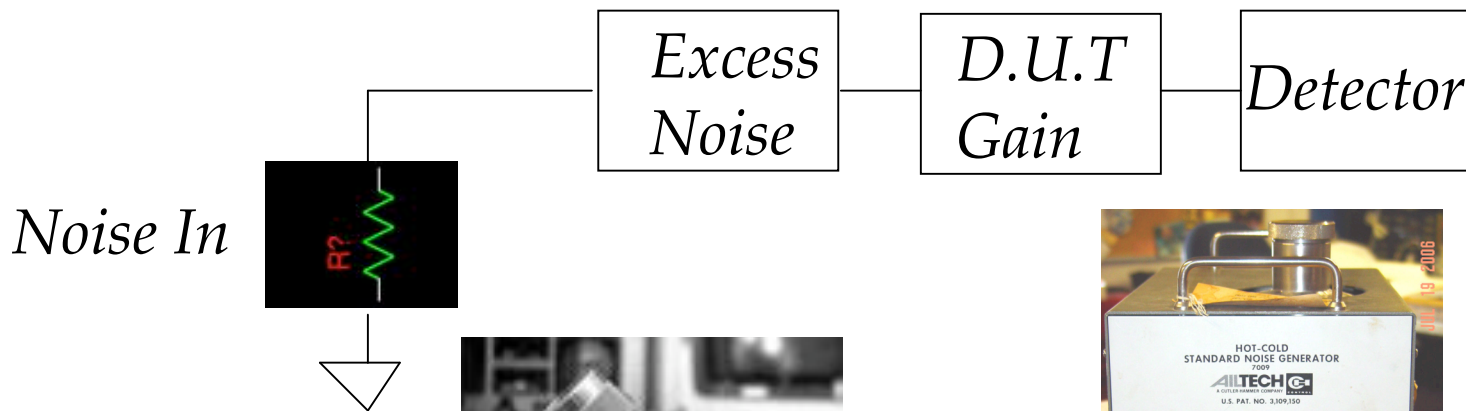 Excess
Noise
D.U.T
Gain
Detector
Noise In
R?
19 2006
HOT-COLD
STANDARD NOISE GENERATOR
7009
AILTECH
A CUTLER-HAMMER COMPANY
U.S. PAT. NO. 3,109,150